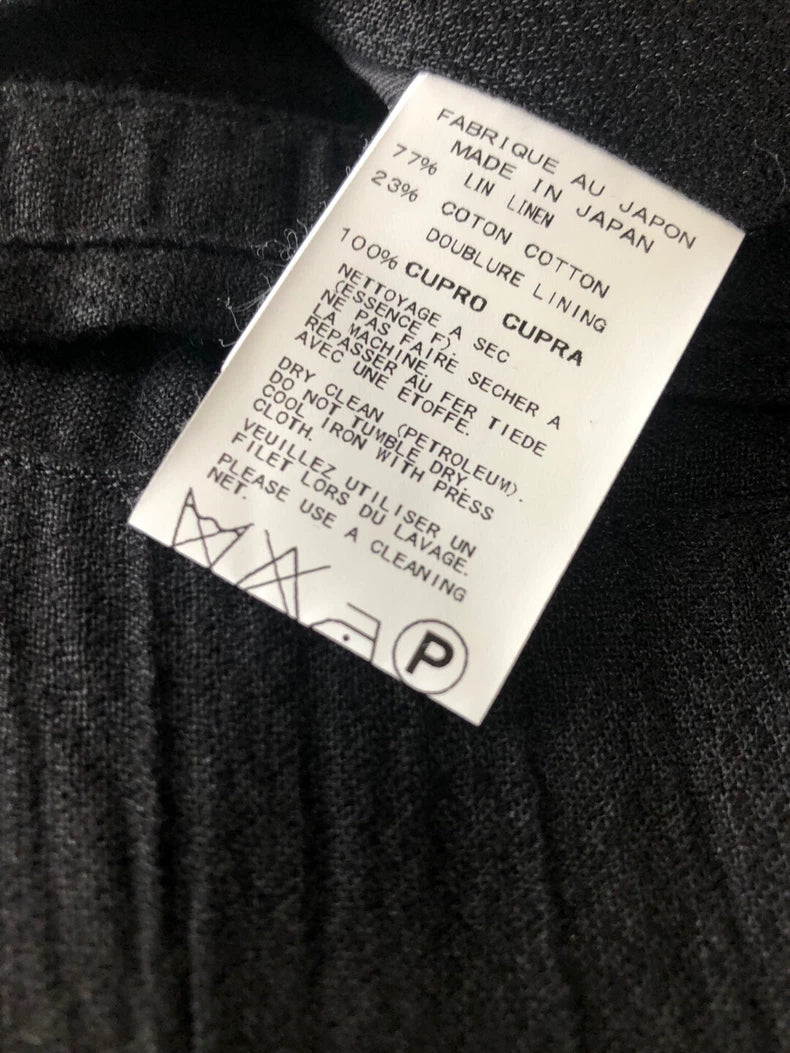 FABRIQUE AU JAPON
MADE IN JAPAN
77% LIN LINEN
23% COTON COTTON
DOUBLURE LINING
100% CUPRO CUPRA
NETTOYAGE A SEC
(ESSENCE F).
NE PAS FAIRE SECHER A
LA MACHINE.
REPASSER AU FER TIEDE
AVEC UNE ETOFFE.
DRY CLEAN (PETROLEUM).
DO NOT TUMBLE DRY.
COOL IRON WITH PRESS
CLOTH.
VEUILLEZ UTILISER UN
FILET LORS DU LAVAGE.
PLEASE USE A CLEANING
NET.
P